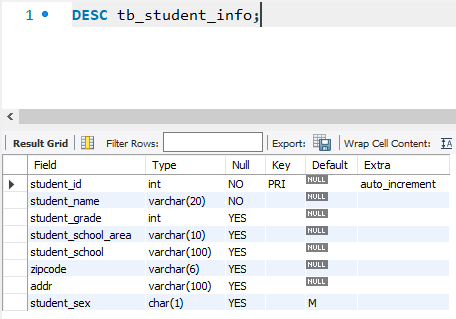 1 DESC tb_student_info;
Result Grid Filter Rows: Export: Wrap Cell Content: IA
Field Type Null Key Default Extra
student_id int NO PRI NULL auto_increment
student_name varchar(20) NO NULL
student_grade int YES NULL
student_school_area varchar(10) YES NULL
student_school varchar(100) YES NULL
zipcode varchar(6) YES NULL
addr varchar(100) YES NULL
student_sex char(1) YES M